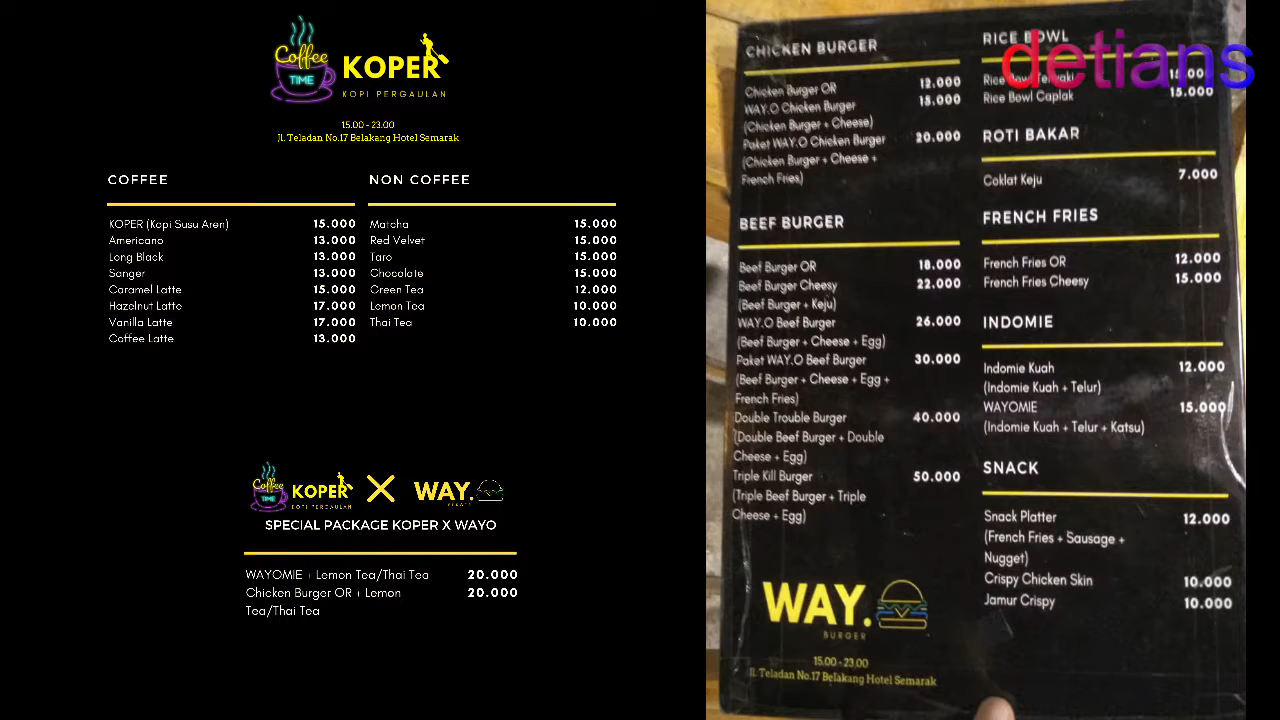 Coffee
TIME
KOPER
KOPI PERGAULAN
15.00 - 23.00
Jl. Teladan No.17 Belakang Hotel Semarak
COFFEE
KOPER (Kopi Susu Aren) 15.000
Americano 13.000
Long Black 13.000
Sanger 13.000
Caramel Latte 15.000
Hazelnut Latte 17.000
Vanilla Latte 17.000
Coffee Latte 13.000
NON COFFEE
Matcha 15.000
Red Velvet 15.000
Taro 15.000
Chocolate 15.000
Green Tea 12.000
Lemon Tea 10.000
Thai Tea 10.000
Coffee
TIME
KOPER
KOPI PERGAULAN
X
WAY.
SPECIAL PACKAGE KOPER X WAYO
WAYOMIE + Lemon Tea/Thai Tea 20.000
Chicken Burger OR + Lemon 20.000
Tea/Thai Tea
CHICKEN BURGER
Chicken Burger OR 12.000
WAY.O Chicken Burger 15.000
(Chicken Burger + Cheese)
Paket WAY.O Chicken Burger 20.000
(Chicken Burger + Cheese +
French Fries)
BEEF BURGER
Beef Burger OR 18.000
Beef Burger Cheesy 22.000
(Beef Burger + Keju)
WAY.O Beef Burger 26.000
(Beef Burger + Cheese + Egg)
Paket WAY.O Beef Burger 30.000
(Beef Burger + Cheese + Egg +
French Fries)
Double Trouble Burger 40.000
(Double Beef Burger + Double
Cheese + Egg)
Triple Kill Burger 50.000
(Triple Beef Burger + Triple
Cheese + Egg)
WAY.
BURGER
15.00 - 23.00
Jl. Teladan No.17 Belakang Hotel Semarak
RICE BOWL
detians
Rice Bowl Teriyaki 15.000
Rice Bowl Caplak 15.000
ROTI BAKAR
Coklat Keju 7.000
FRENCH FRIES
French Fries OR 12.000
French Fries Cheesy 15.000
INDOMIE
Indomie Kuah 12.000
(Indomie Kuah + Telur)
WAYOMIE 15.000
(Indomie Kuah + Telur + Katsu)
SNACK
Snack Platter 12.000
(French Fries + Sausage +
Nugget)
Crispy Chicken Skin 10.000
Jamur Crispy 10.000